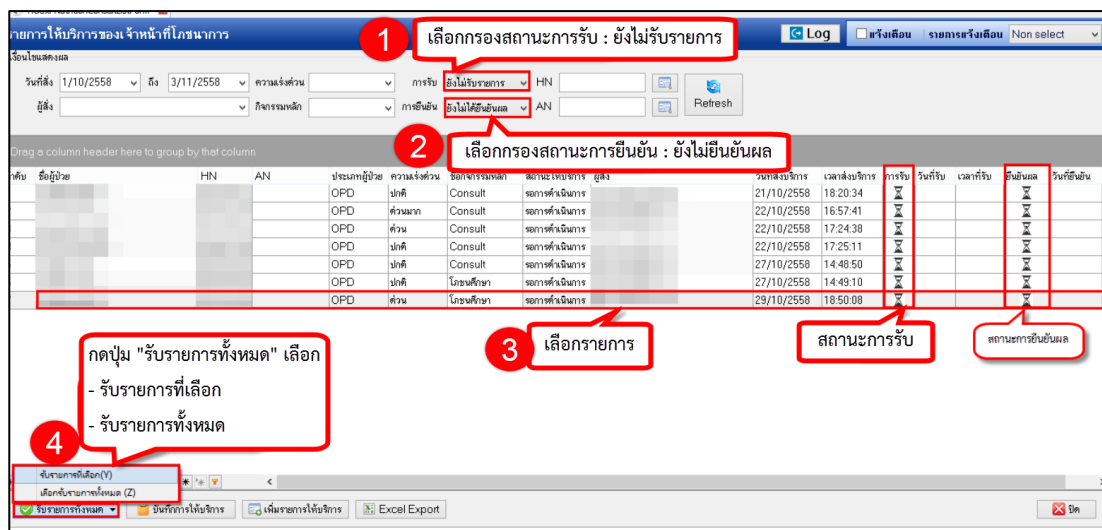 ายการให้บริการของเจ้าหน้าที่โภชนาการ
1
เลือกกรองสถานะการรับ : ยังไม่รับรายการ
Log
แจ้งเตือน
รายการแจ้งเตือน
Non select
งื่อนไขแสดงผล
วันที่สั่ง 1/10/2558 ถึง 3/11/2558 ความเร่งด่วน การรับ ยังไม่รับรายการ HN
ผู้สั่ง กิจกรรมหลัก การยืนยัน ยังไม่ได้ยืนยันผล AN
Refresh
2
เลือกกรองสถานะการยืนยัน : ยังไม่ยืนยันผล
Drag a column header here to group by that column
าดับ ชื่อผู้ป่วย HN AN ประเภทผู้ป่วย ความเร่งด่วน ชื่อกิจกรรมหลัก สถานะให้บริการ ผู้สั่ง วันที่ส่งบริการ เวลาส่งบริการ การรับ วันที่รับ เวลาที่รับ ยืนยันผล วันที่ยืนยัน
OPD ปกติ Consult รอการดำเนินการ 21/10/2558 18:20:34
OPD ด่วนมาก Consult รอการดำเนินการ 22/10/2558 16:57:41
OPD ด่วน Consult รอการดำเนินการ 22/10/2558 17:24:38
OPD ปกติ Consult รอการดำเนินการ 22/10/2558 17:25:11
OPD ปกติ Consult รอการดำเนินการ 27/10/2558 14:48:50
OPD ปกติ โภชนศึกษา รอการดำเนินการ 27/10/2558 14:49:10
OPD ด่วน โภชนศึกษา รอการดำเนินการ 29/10/2558 18:50:08
3
เลือกรายการ
สถานะการรับ
สถานะการยืนยันผล
กดปุ่ม "รับรายการทั้งหมด" เลือก
- รับรายการที่เลือก
- รับรายการทั้งหมด
4
รับรายการที่เลือก(Y)
เลือกรับรายการทั้งหมด (Z)
รับรายการทั้งหมด
บันทึกการให้บริการ
เพิ่มรายการให้บริการ
Excel Export
ปิด